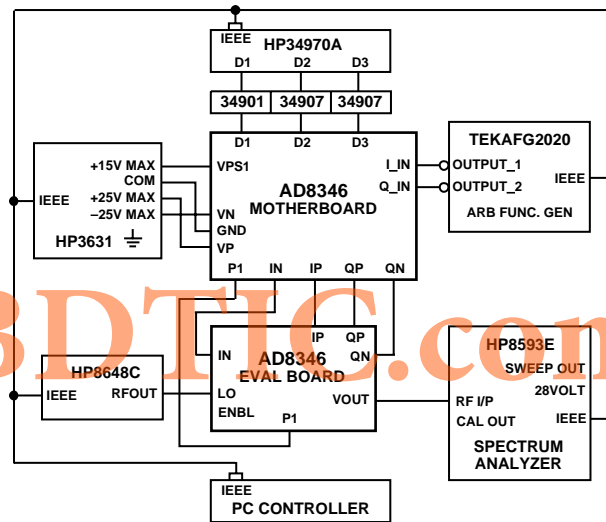 IEEE
HP34970A
D1 D2 D3
34901 34907 34907
D1 D2 D3
+15V MAX
COM
+25V MAX
–25V MAX
IEEE
HP3631
VPS1
VN
GND
VP
AD8346
MOTHERBOARD
I_IN
Q_IN
P1 IN IP QP QN
TEKAFG2020
OUTPUT_1
OUTPUT_2
IEEE
ARB FUNC. GEN
BDTIC.com
HP8648C
IEEE
RFOUT
IP QP
IN
QN
AD8346
EVAL BOARD
LO
ENBL
VOUT
P1
HP8593E
SWEEP OUT
28VOLT
RF I/P
CAL OUT
IEEE
SPECTRUM
ANALYZER
IEEE
PC CONTROLLER